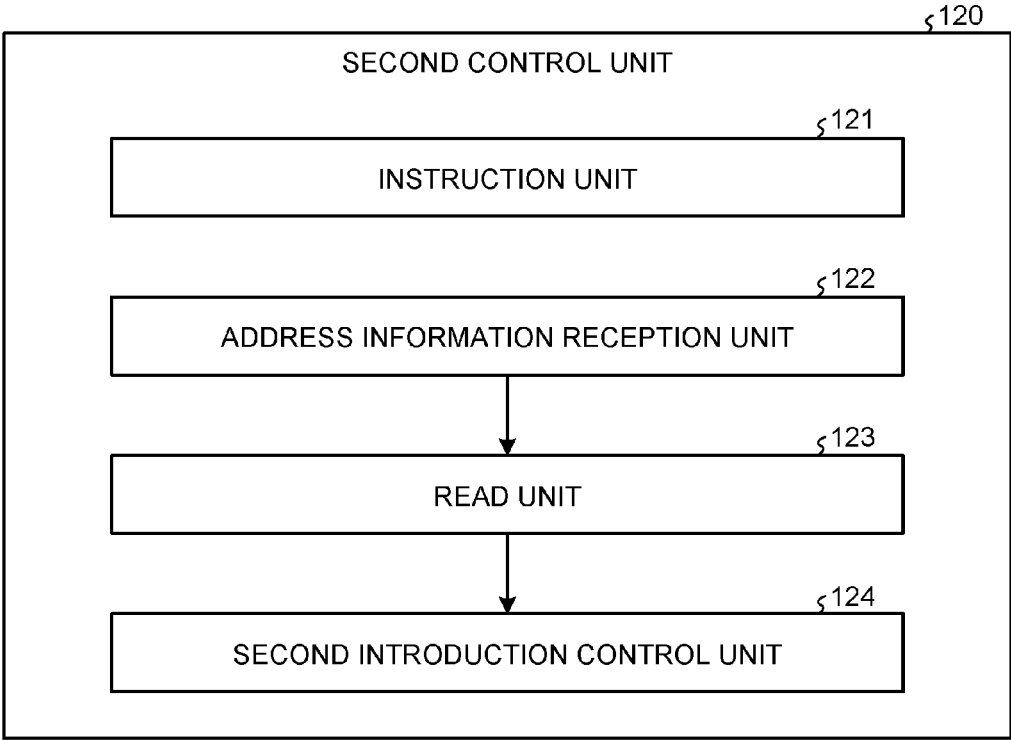 120
SECOND CONTROL UNIT
121
INSTRUCTION UNIT
122
ADDRESS INFORMATION RECEPTION UNIT
123
READ UNIT
124
SECOND INTRODUCTION CONTROL UNIT